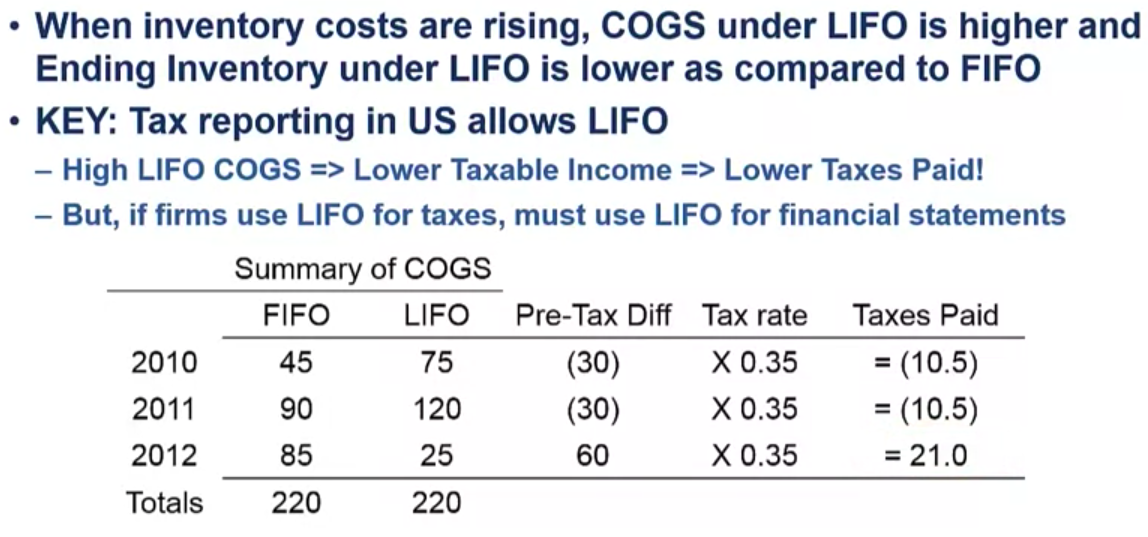 • When inventory costs are rising, COGS under LIFO is higher and
Ending Inventory under LIFO is lower as compared to FIFO
• KEY: Tax reporting in US allows LIFO
– High LIFO COGS => Lower Taxable Income => Lower Taxes Paid!
– But, if firms use LIFO for taxes, must use LIFO for financial statements
Summary of COGS
FIFO LIFO Pre-Tax Diff Tax rate Taxes Paid
2010 45 75 (30) X 0.35 = (10.5)
2011 90 120 (30) X 0.35 = (10.5)
2012 85 25 60 X 0.35 = 21.0
Totals 220 220